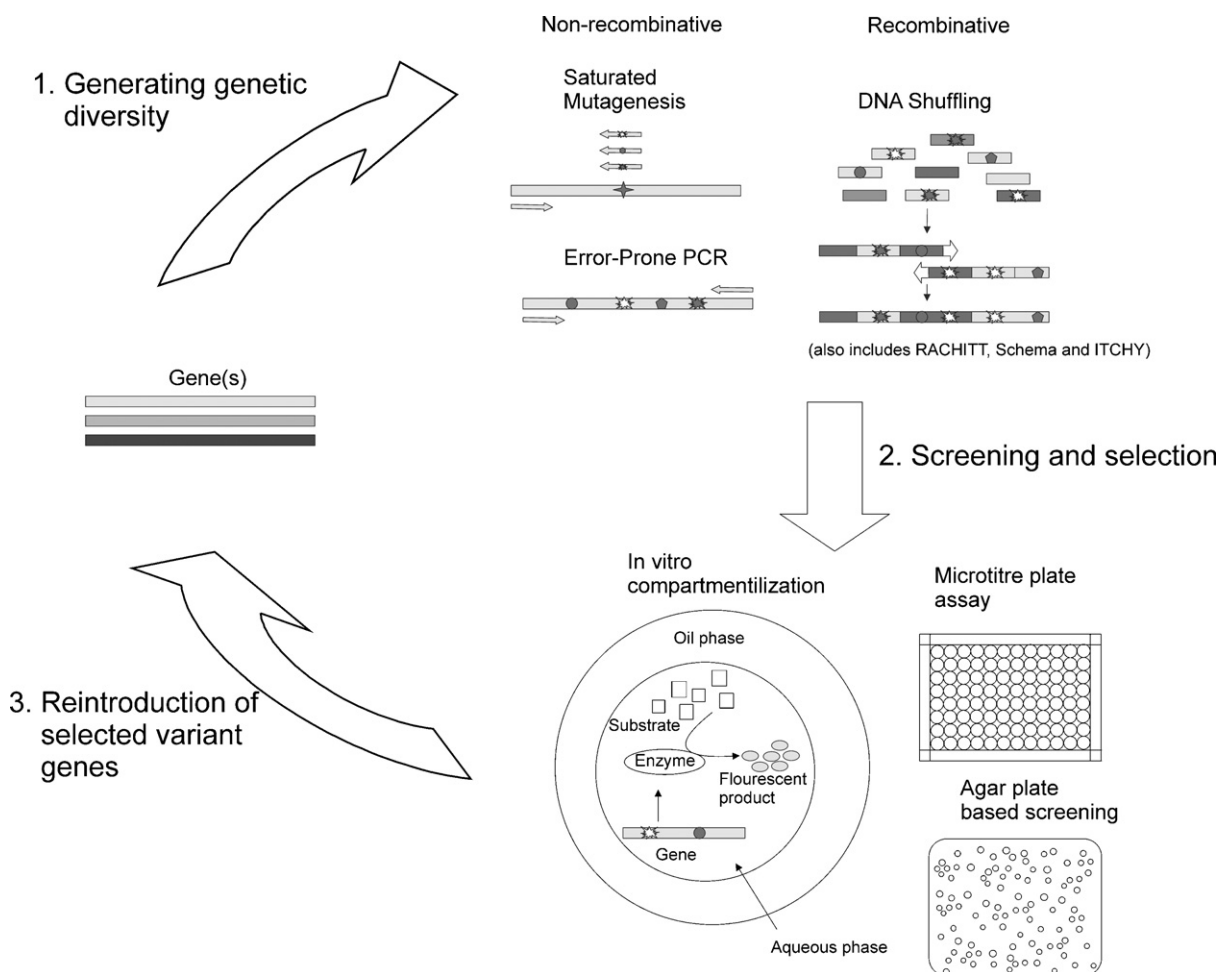 Non-recombinative
Recombinative
1. Generating genetic
diversity
Saturated
Mutagenesis
DNA Shuffling
Error-Prone PCR
(also includes RACHITT, Schema and ITCHY)
Gene(s)
2. Screening and selection
In vitro
compartmentilization
Microtitre plate
assay
Oil phase
Substrate
Enzyme
Flourescent
product
Gene
Aqueous phase
3. Reintroduction of
selected variant
genes
Agar plate
based screening